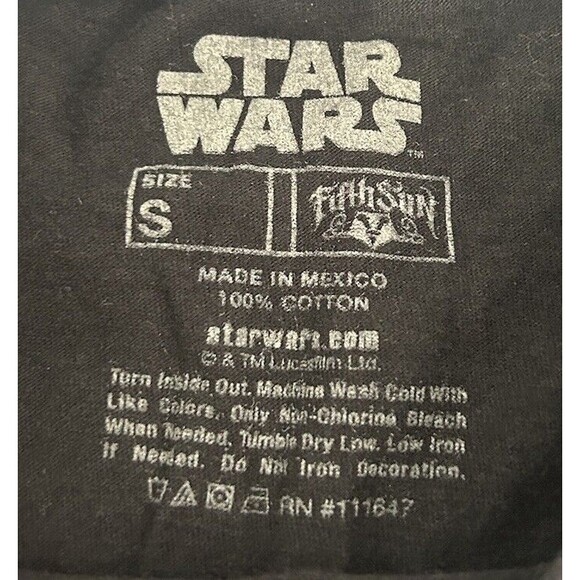 STAR
WARS
TM
SIZE
S
Fifth Sun
MADE IN MEXICO
100% COTTON
starwars.com
© & TM Lucasfilm Ltd.
Turn Inside Out. Machine Wash Cold With
Like Colors. Only Non-Chlorine Bleach
When Needed. Tumble Dry Low. Low Iron
if Needed. Do Not Iron Decoration.
RN #111647